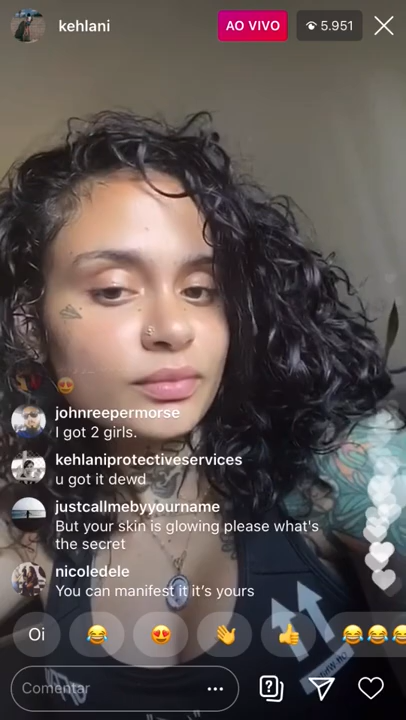 kehlani
AO VIVO
5.951
johnreepermorse
I got 2 girls.
kehlaniprotectiveservices
u got it dewd
justcallmebyyourname
But your skin is glowing please what's
the secret
nicoledele
You can manifest it it's yours
Oi
Comentar